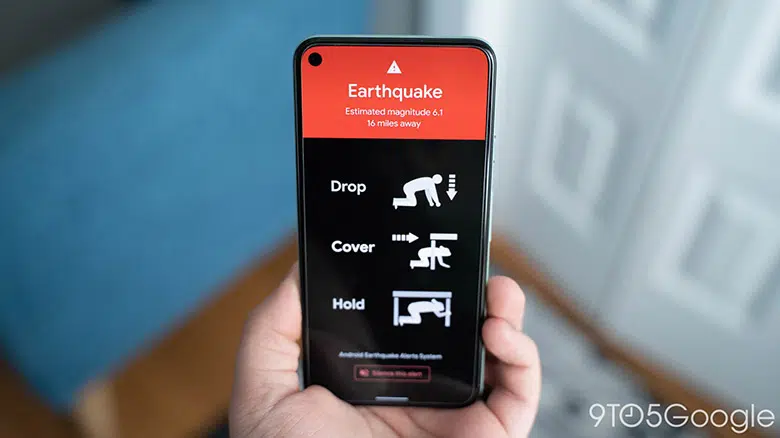 Earthquake
Estimated magnitude 6.1
16 miles away
Drop
Cover
Hold
Android Earthquake Alerts System
Silence this alert
9TO5Google